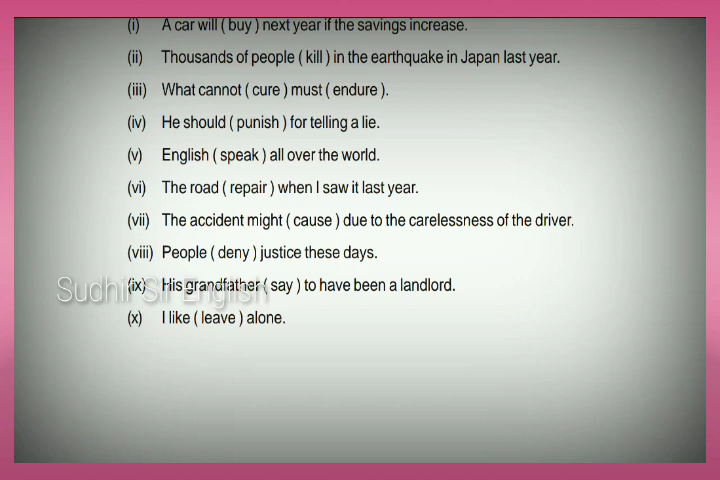 (i) A car will ( buy ) next year if the savings increase.
(ii) Thousands of people ( kill ) in the earthquake in Japan last year.
(iii) What cannot ( cure ) must ( endure ).
(iv) He should ( punish ) for telling a lie.
(v) English ( speak ) all over the world.
(vi) The road ( repair ) when I saw it last year.
(vii) The accident might ( cause ) due to the carelessness of the driver.
(viii) People ( deny ) justice these days.
(ix) His grandfather ( say ) to have been a landlord.
Sudhir Sir English
(x) I like ( leave ) alone.